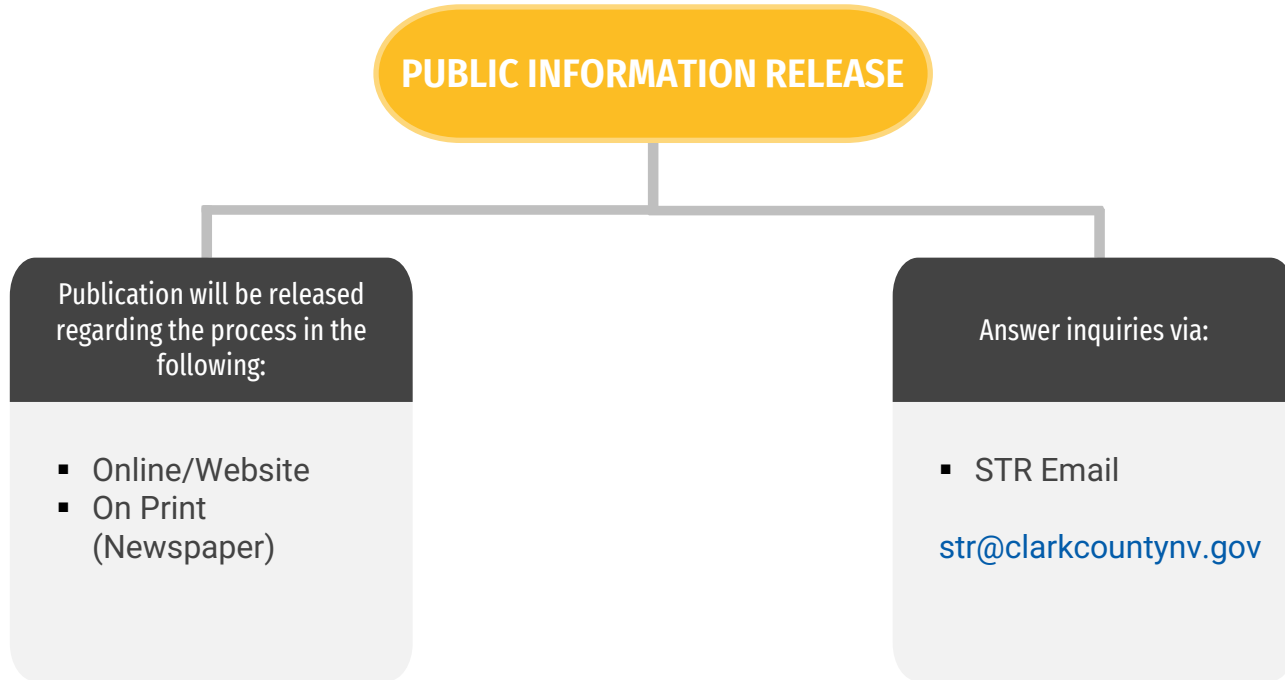 PUBLIC INFORMATION RELEASE
Publication will be released
regarding the process in the
following:
▪ Online/Website
▪ On Print
(Newspaper)
Answer inquiries via:
▪ STR Email
str@clarkcountynv.gov